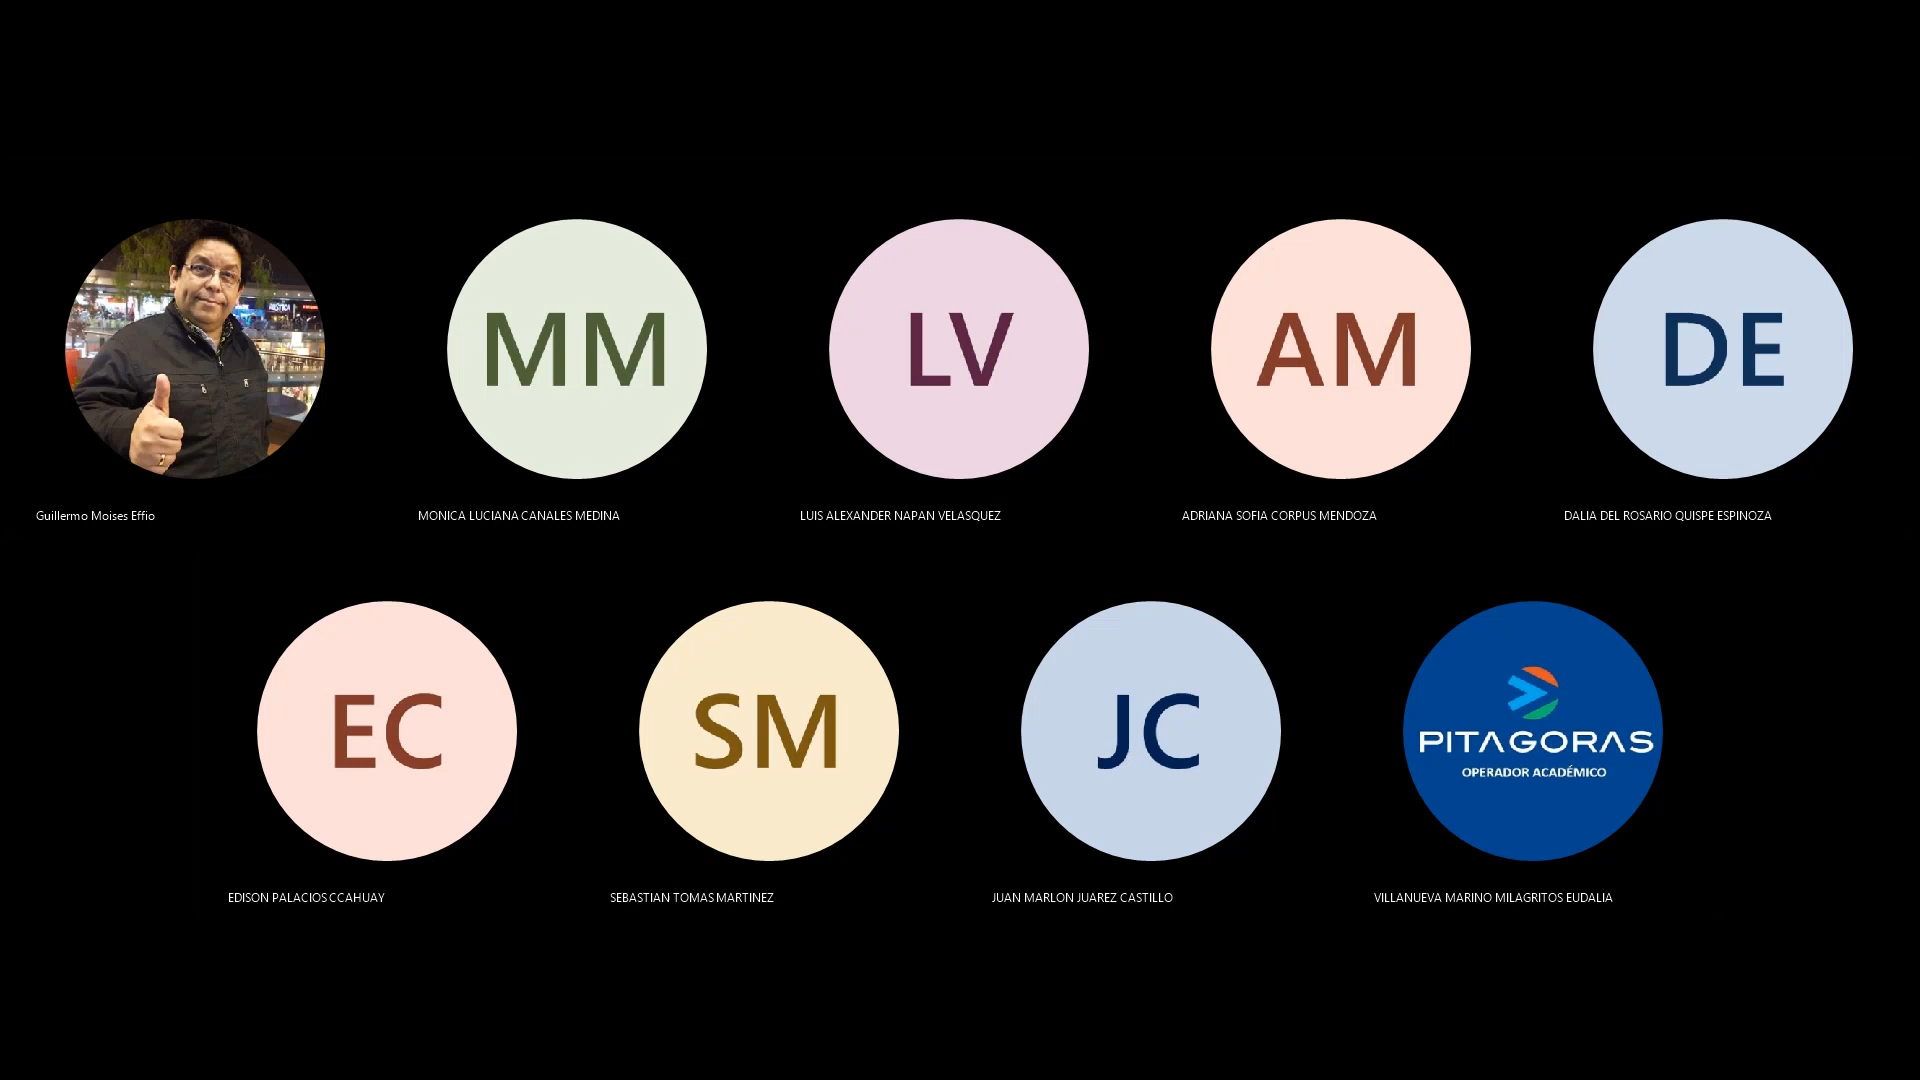 MM
LV
AM
DE
Guillermo Moises Effio
MONICA LUCIANA CANALES MEDINA
LUIS ALEXANDER NAPAN VELASQUEZ
ADRIANA SOFIA CORPUS MENDOZA
DALIA DEL ROSARIO QUISPE ESPINOZA
EC
SM
JC
PITAGORAS
OPERADOR ACADÉMICO
EDISON PALACIOS CCAHUAY
SEBASTIAN TOMAS MARTINEZ
JUAN MARLON JUAREZ CASTILLO
VILLANUEVA MARINO MILAGRITOS EUDALIA